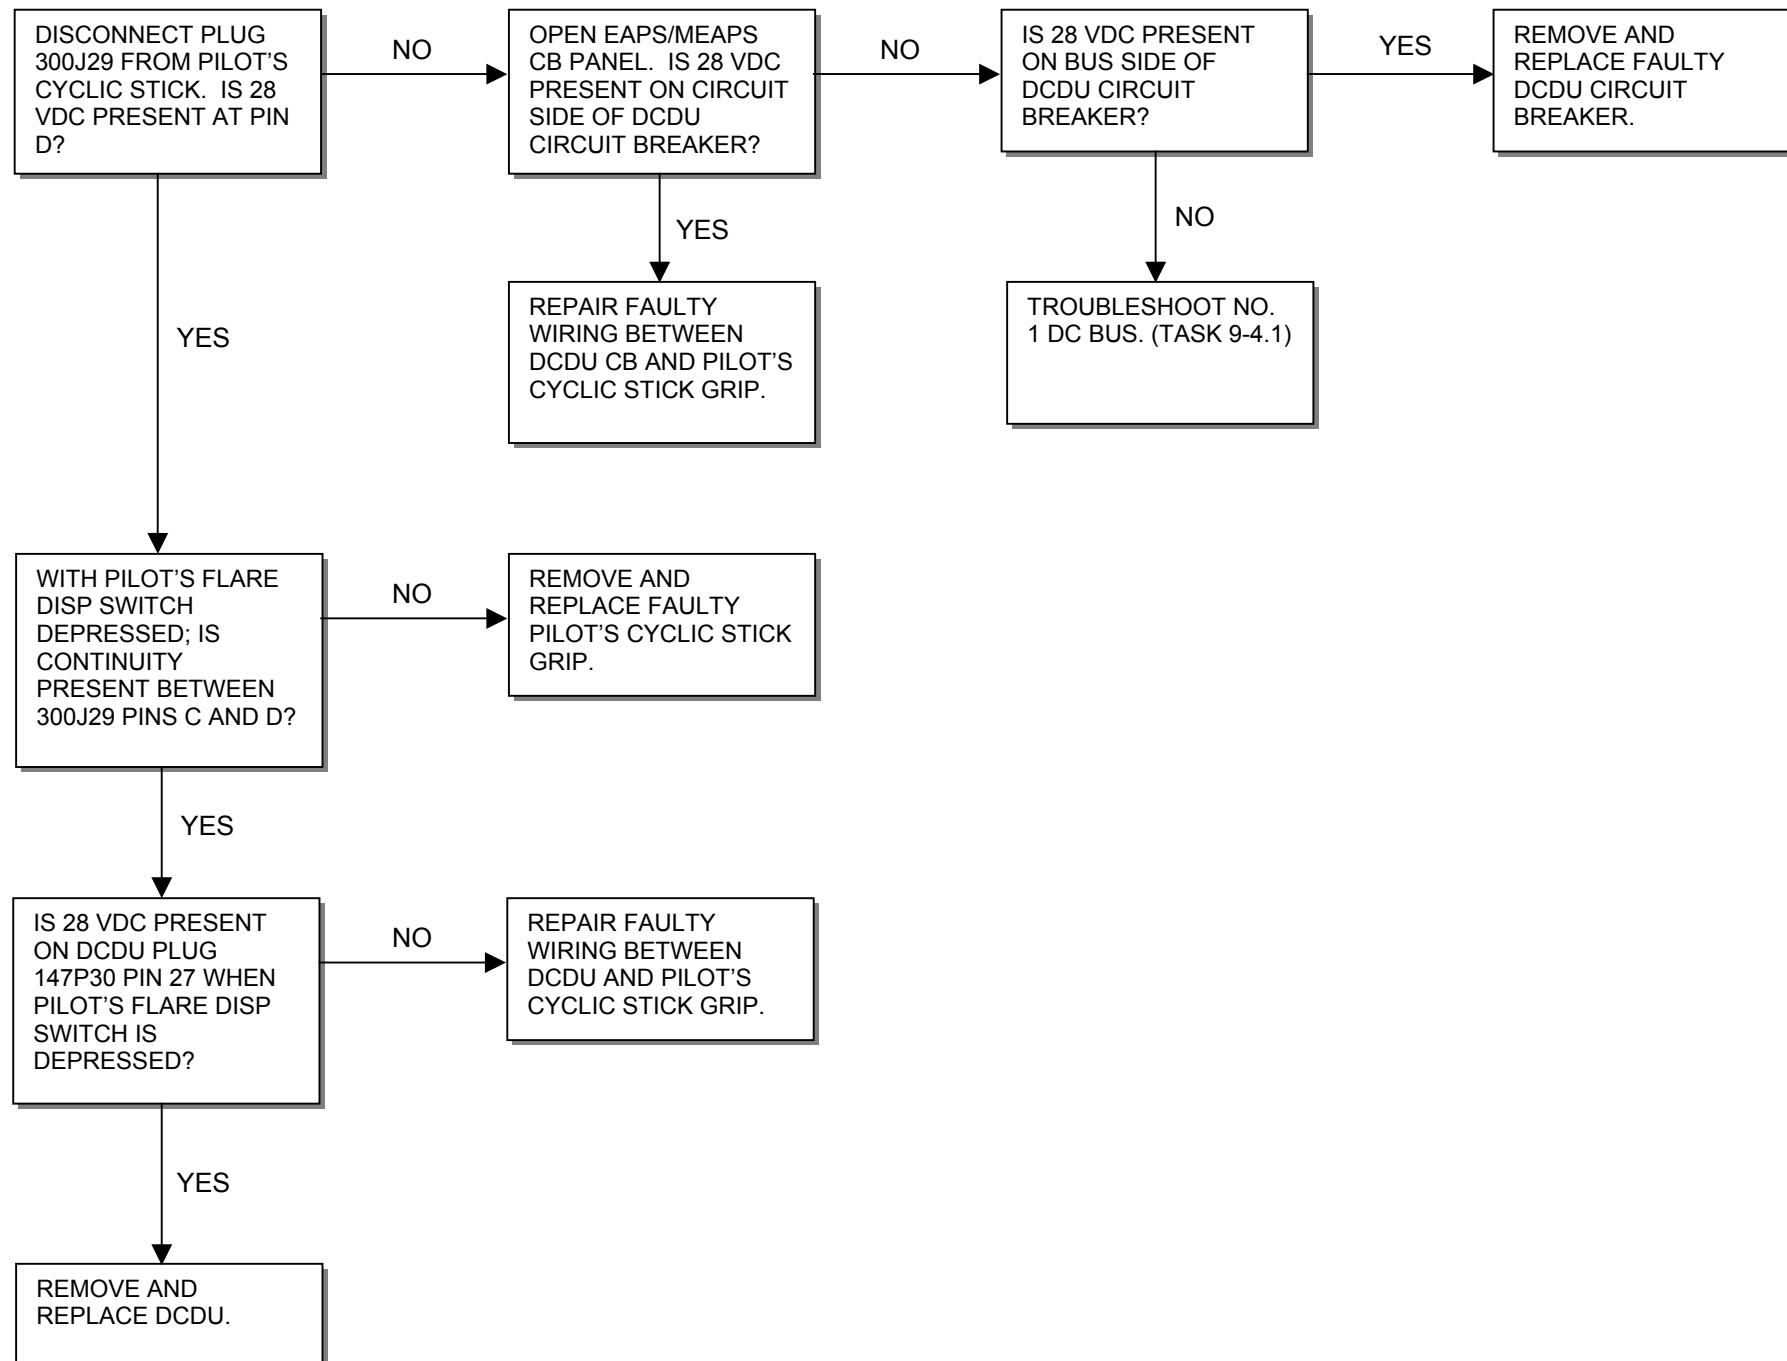 DISCONNECT PLUG
300J29 FROM PILOT'S
CYCLIC STICK.  IS 28
VDC PRESENT AT PIN
D?
NO
OPEN EAPS/MEAPS
CB PANEL.  IS 28 VDC
PRESENT ON CIRCUIT
SIDE OF DCDU
CIRCUIT BREAKER?
NO
IS 28 VDC PRESENT
ON BUS SIDE OF
DCDU CIRCUIT
BREAKER?
YES
REMOVE AND
REPLACE FAULTY
DCDU CIRCUIT
BREAKER.
YES
YES
NO
REPAIR FAULTY
WIRING BETWEEN
DCDU CB AND PILOT'S
CYCLIC STICK GRIP.
TROUBLESHOOT NO.
1 DC BUS. (TASK 9-4.1)
WITH PILOT'S FLARE
DISP SWITCH
DEPRESSED; IS
CONTINUITY
PRESENT BETWEEN
300J29 PINS C AND D?
NO
REMOVE AND
REPLACE FAULTY
PILOT'S CYCLIC STICK
GRIP.
YES
IS 28 VDC PRESENT
ON DCDU PLUG
147P30 PIN 27 WHEN
PILOT'S FLARE DISP
SWITCH IS
DEPRESSED?
NO
REPAIR FAULTY
WIRING BETWEEN
DCDU AND PILOT'S
CYCLIC STICK GRIP.
YES
REMOVE AND
REPLACE DCDU.